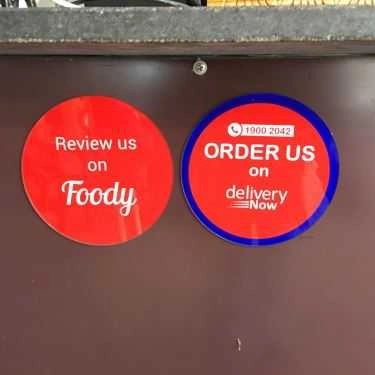 Review us
on
Foody
1900 2042
ORDER US
on
delivery
Now